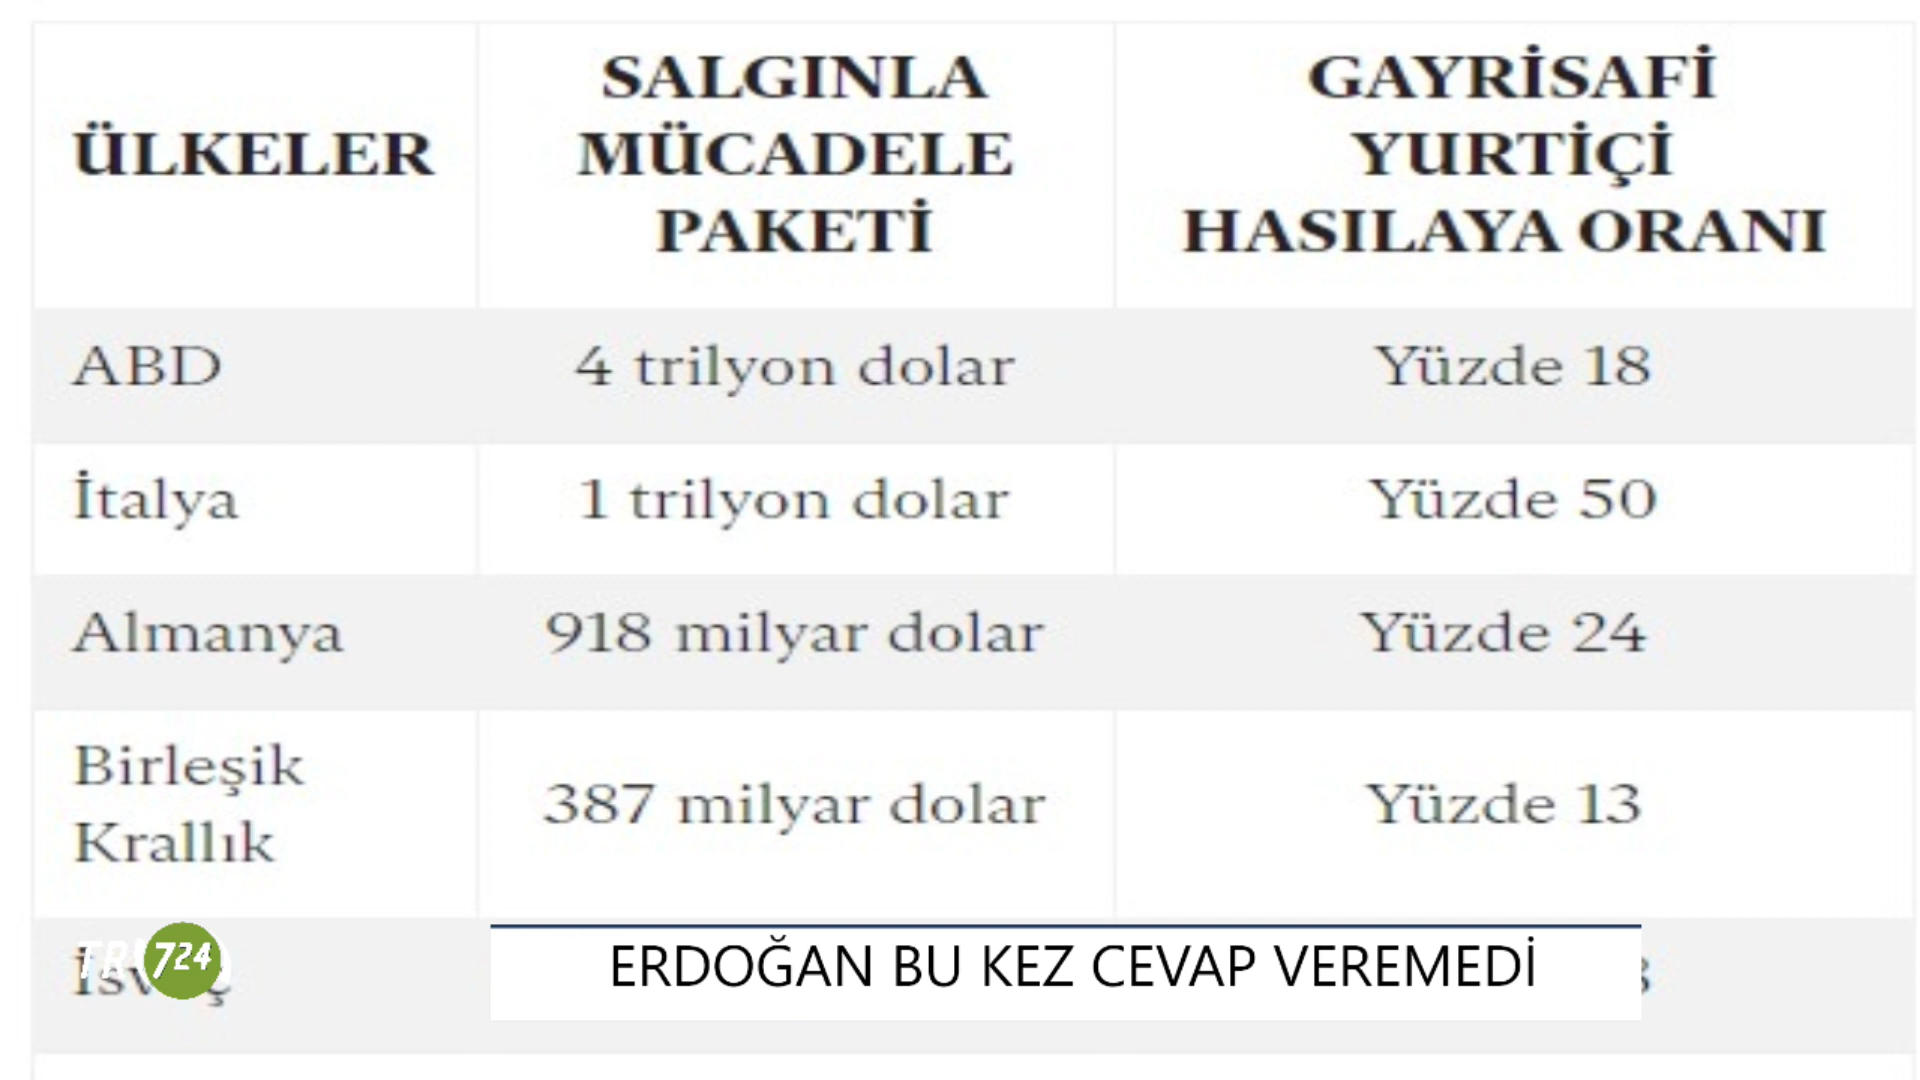 ÜLKELER
SALGINLA
MÜCADELE
PAKETİ
GAYRİSAFİ
YURTİÇİ
HASILAYA ORANI
ABD
4 trilyon dolar
Yüzde 18
İtalya
1 trilyon dolar
Yüzde 50
Almanya
918 milyar dolar
Yüzde 24
Birleşik
Krallık
387 milyar dolar
Yüzde 13
TR724
ERDOĞAN BU KEZ CEVAP VEREMEDİ